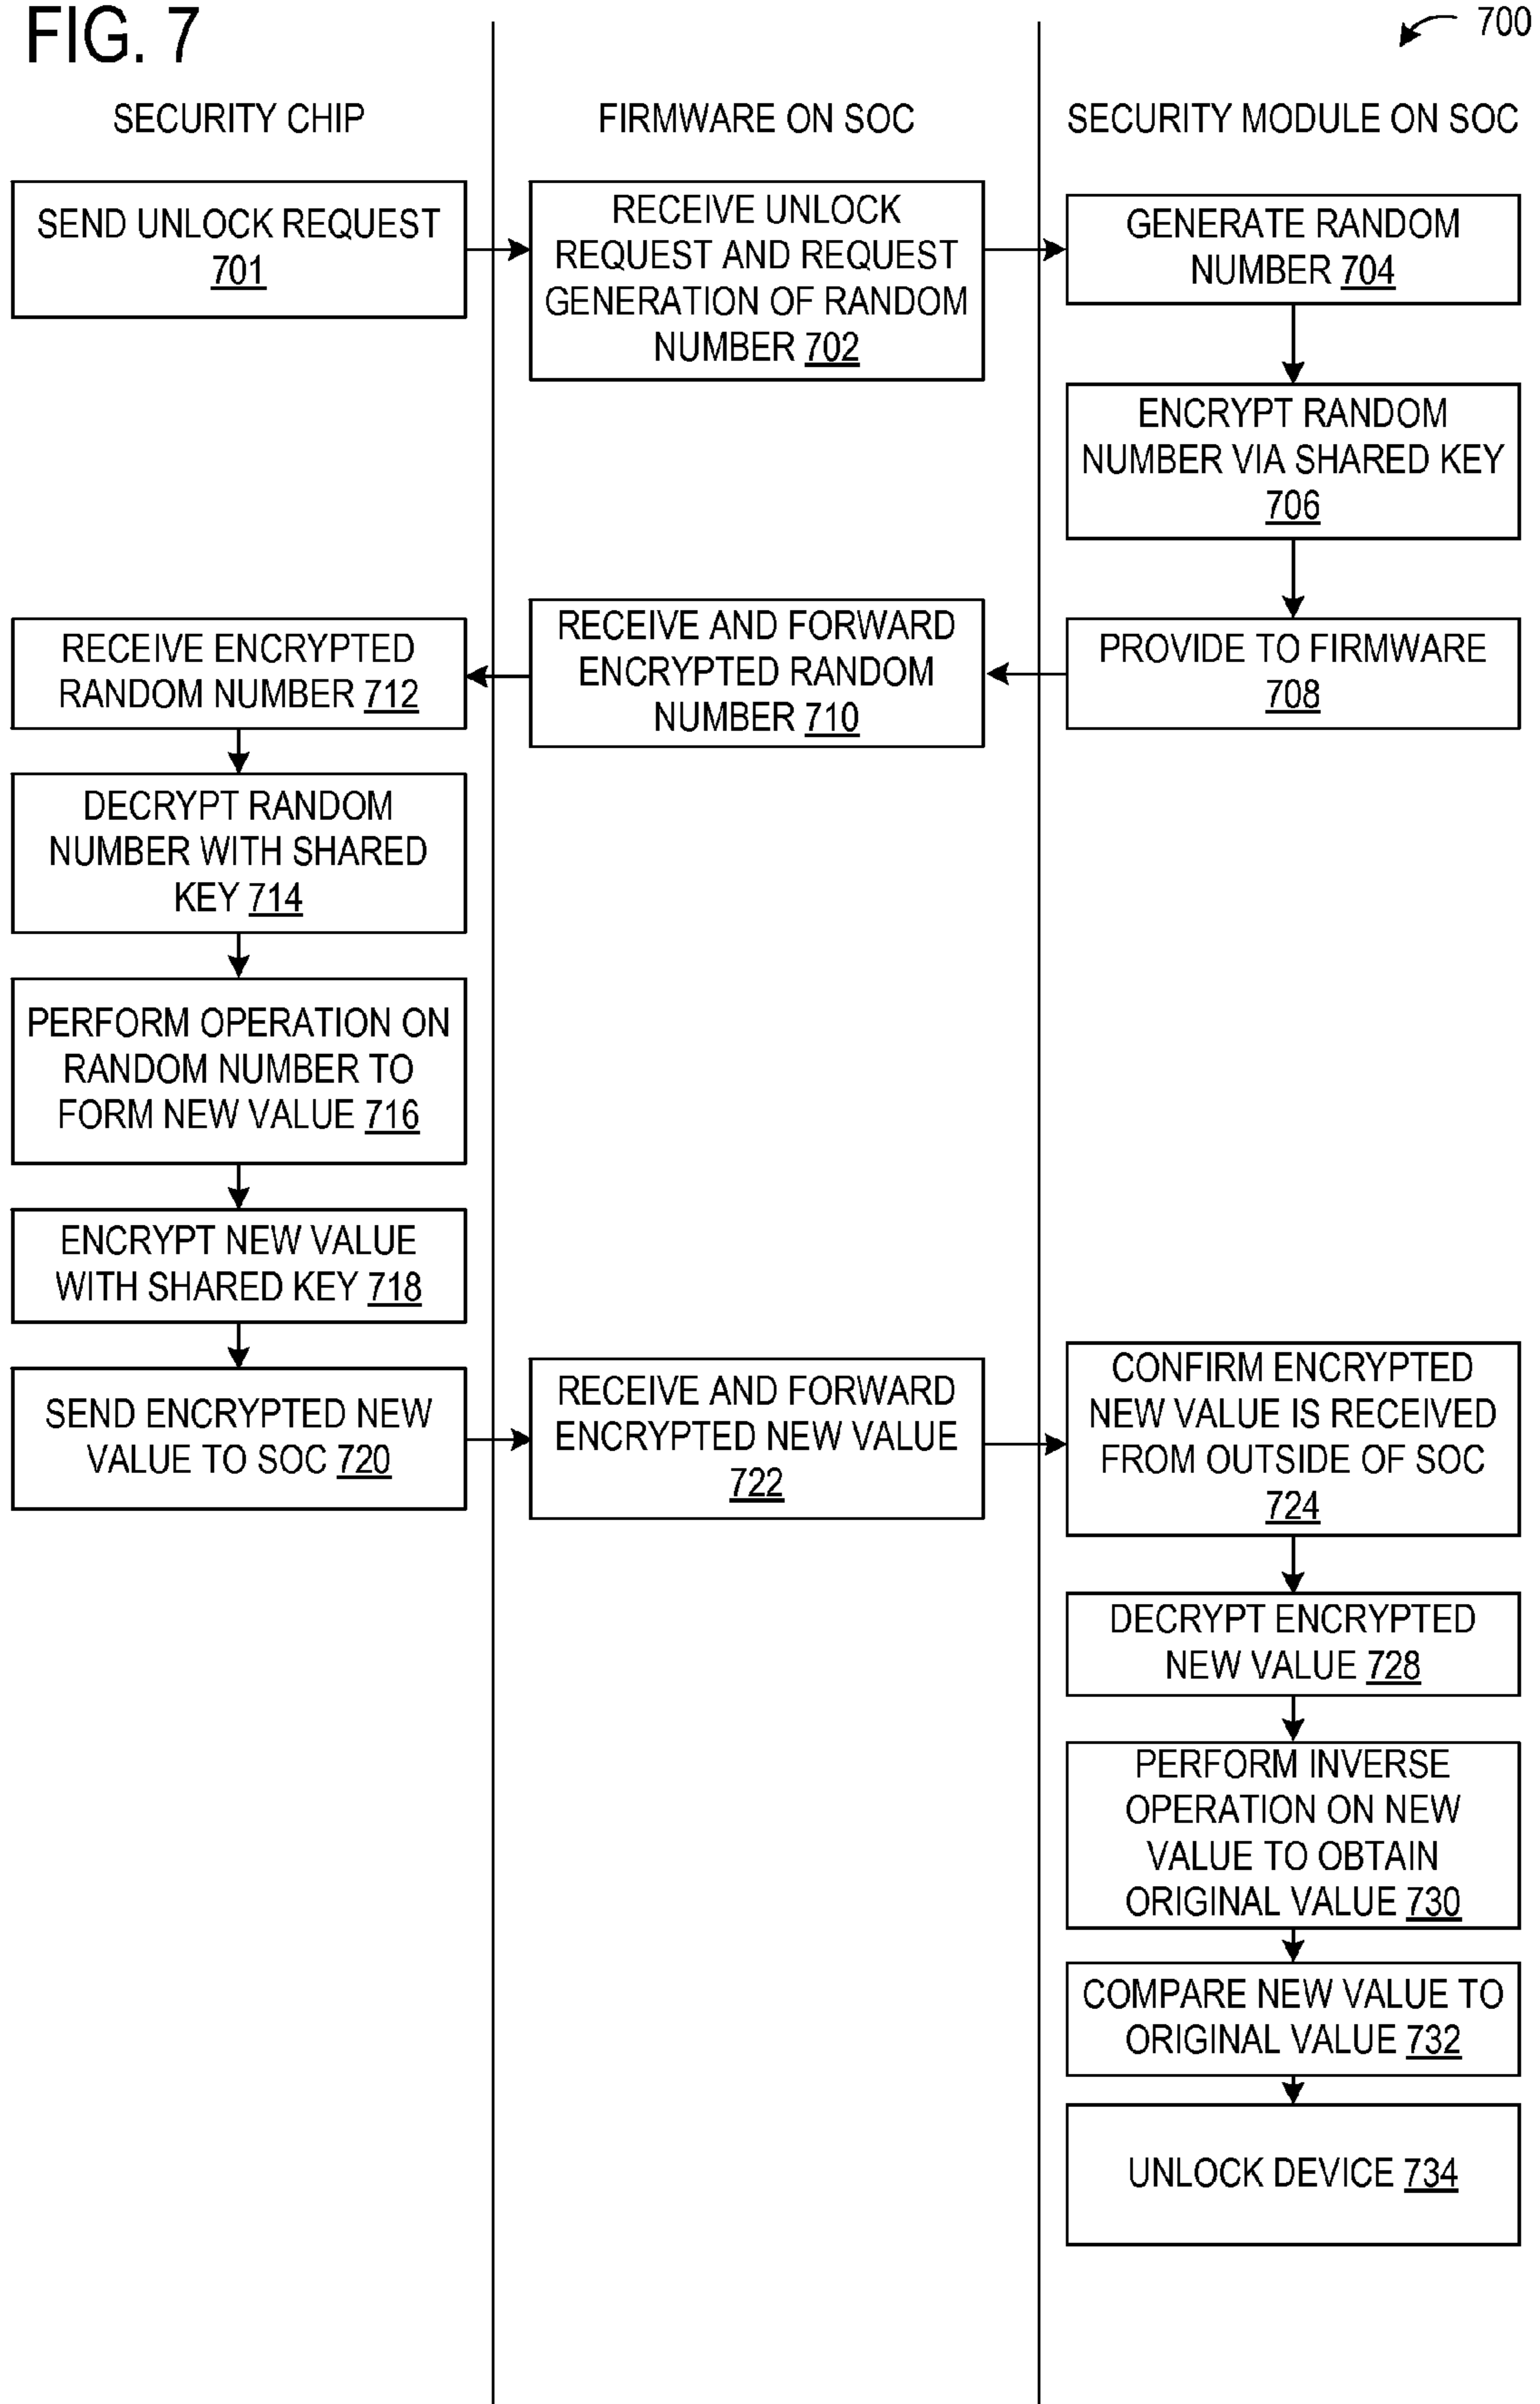 FIG. 7
700
SECURITY CHIP
FIRMWARE ON SOC
SECURITY MODULE ON SOC
SEND UNLOCK REQUEST
701
RECEIVE UNLOCK
REQUEST AND REQUEST
GENERATION OF RANDOM
NUMBER 702
GENERATE RANDOM
NUMBER 704
ENCRYPT RANDOM
NUMBER VIA SHARED KEY
706
PROVIDE TO FIRMWARE
708
RECEIVE AND FORWARD
ENCRYPTED RANDOM
NUMBER 710
RECEIVE ENCRYPTED
RANDOM NUMBER 712
DECRYPT RANDOM
NUMBER WITH SHARED
KEY 714
PERFORM OPERATION ON
RANDOM NUMBER TO
FORM NEW VALUE 716
ENCRYPT NEW VALUE
WITH SHARED KEY 718
SEND ENCRYPTED NEW
VALUE TO SOC 720
RECEIVE AND FORWARD
ENCRYPTED NEW VALUE
722
CONFIRM ENCRYPTED
NEW VALUE IS RECEIVED
FROM OUTSIDE OF SOC
724
DECRYPT ENCRYPTED
NEW VALUE 728
PERFORM INVERSE
OPERATION ON NEW
VALUE TO OBTAIN
ORIGINAL VALUE 730
COMPARE NEW VALUE TO
ORIGINAL VALUE 732
UNLOCK DEVICE 734